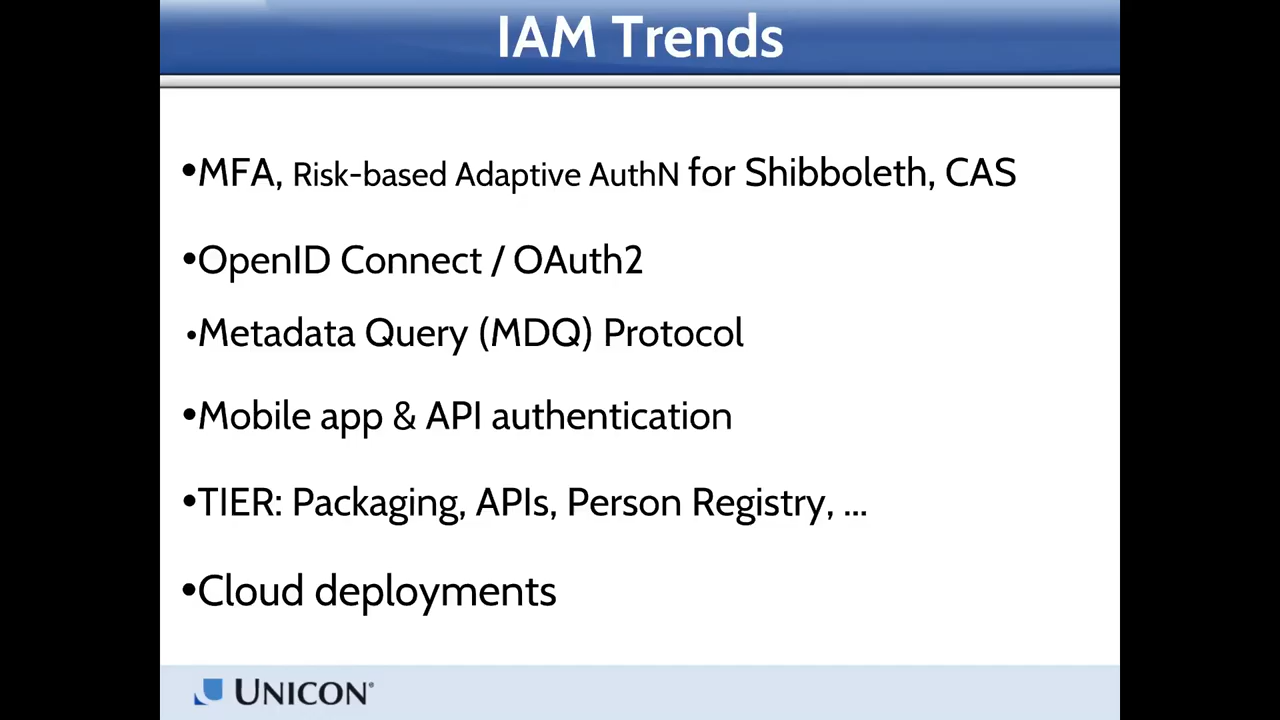 IAM Trends
•MFA, Risk-based Adaptive AuthN for Shibboleth, CAS
•OpenID Connect / OAuth2
•Metadata Query (MDQ) Protocol
•Mobile app & API authentication
•TIER: Packaging, APIs, Person Registry, ...
•Cloud deployments
UNICON®